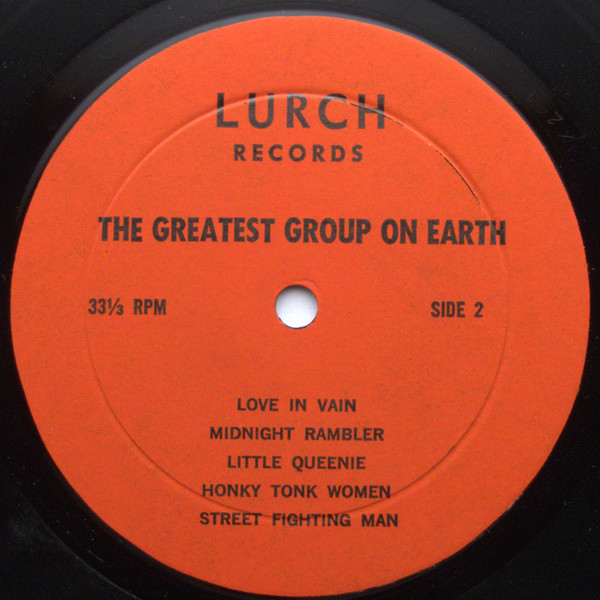 LURCH
RECORDS
THE GREATEST GROUP ON EARTH
33⅓ RPM
SIDE 2
LOVE IN VAIN
MIDNIGHT RAMBLER
LITTLE QUEENIE
HONKY TONK WOMEN
STREET FIGHTING MAN